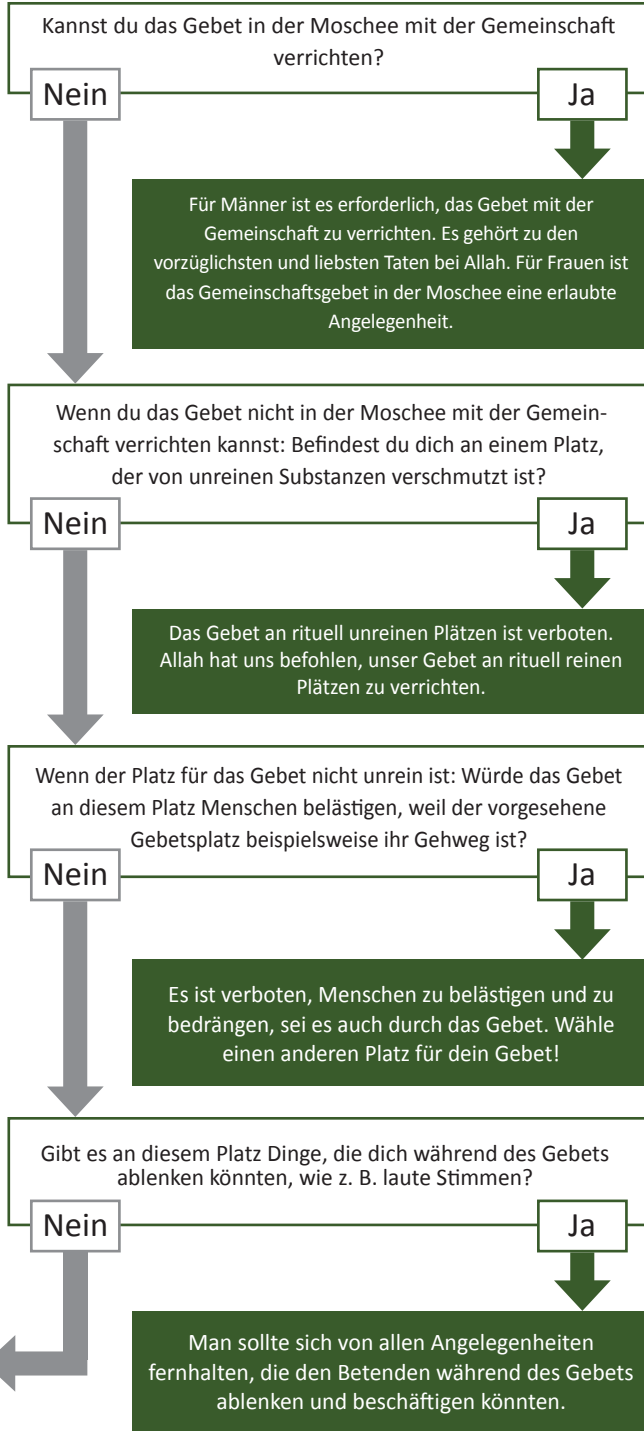 Kannst du das Gebet in der Moschee mit der Gemeinschaft
verrichten?
Nein
Ja
Für Männer ist es erforderlich, das Gebet mit der
Gemeinschaft zu verrichten. Es gehört zu den
vorzüglichsten und liebsten Taten bei Allah. Für Frauen ist
das Gemeinschaftsgebet in der Moschee eine erlaubte
Angelegenheit.
Wenn du das Gebet nicht in der Moschee mit der Gemein-
schaft verrichten kannst: Befindest du dich an einem Platz,
der von unreinen Substanzen verschmutzt ist?
Nein
Ja
Das Gebet an rituell unreinen Plätzen ist verboten.
Allah hat uns befohlen, unser Gebet an rituell reinen
Plätzen zu verrichten.
Wenn der Platz für das Gebet nicht unrein ist: Würde das Gebet
an diesem Platz Menschen belästigen, weil der vorgesehene
Gebetsplatz beispielsweise ihr Gehweg ist?
Nein
Ja
Es ist verboten, Menschen zu belästigen und zu
bedrängen, sei es auch durch das Gebet. Wähle
einen anderen Platz für dein Gebet!
Gibt es an diesem Platz Dinge, die dich während des Gebets
ablenken könnten, wie z. B. laute Stimmen?
Nein
Ja
Man sollte sich von allen Angelegenheiten
fernhalten, die den Betenden während des Gebets
ablenken und beschäftigen könnten.